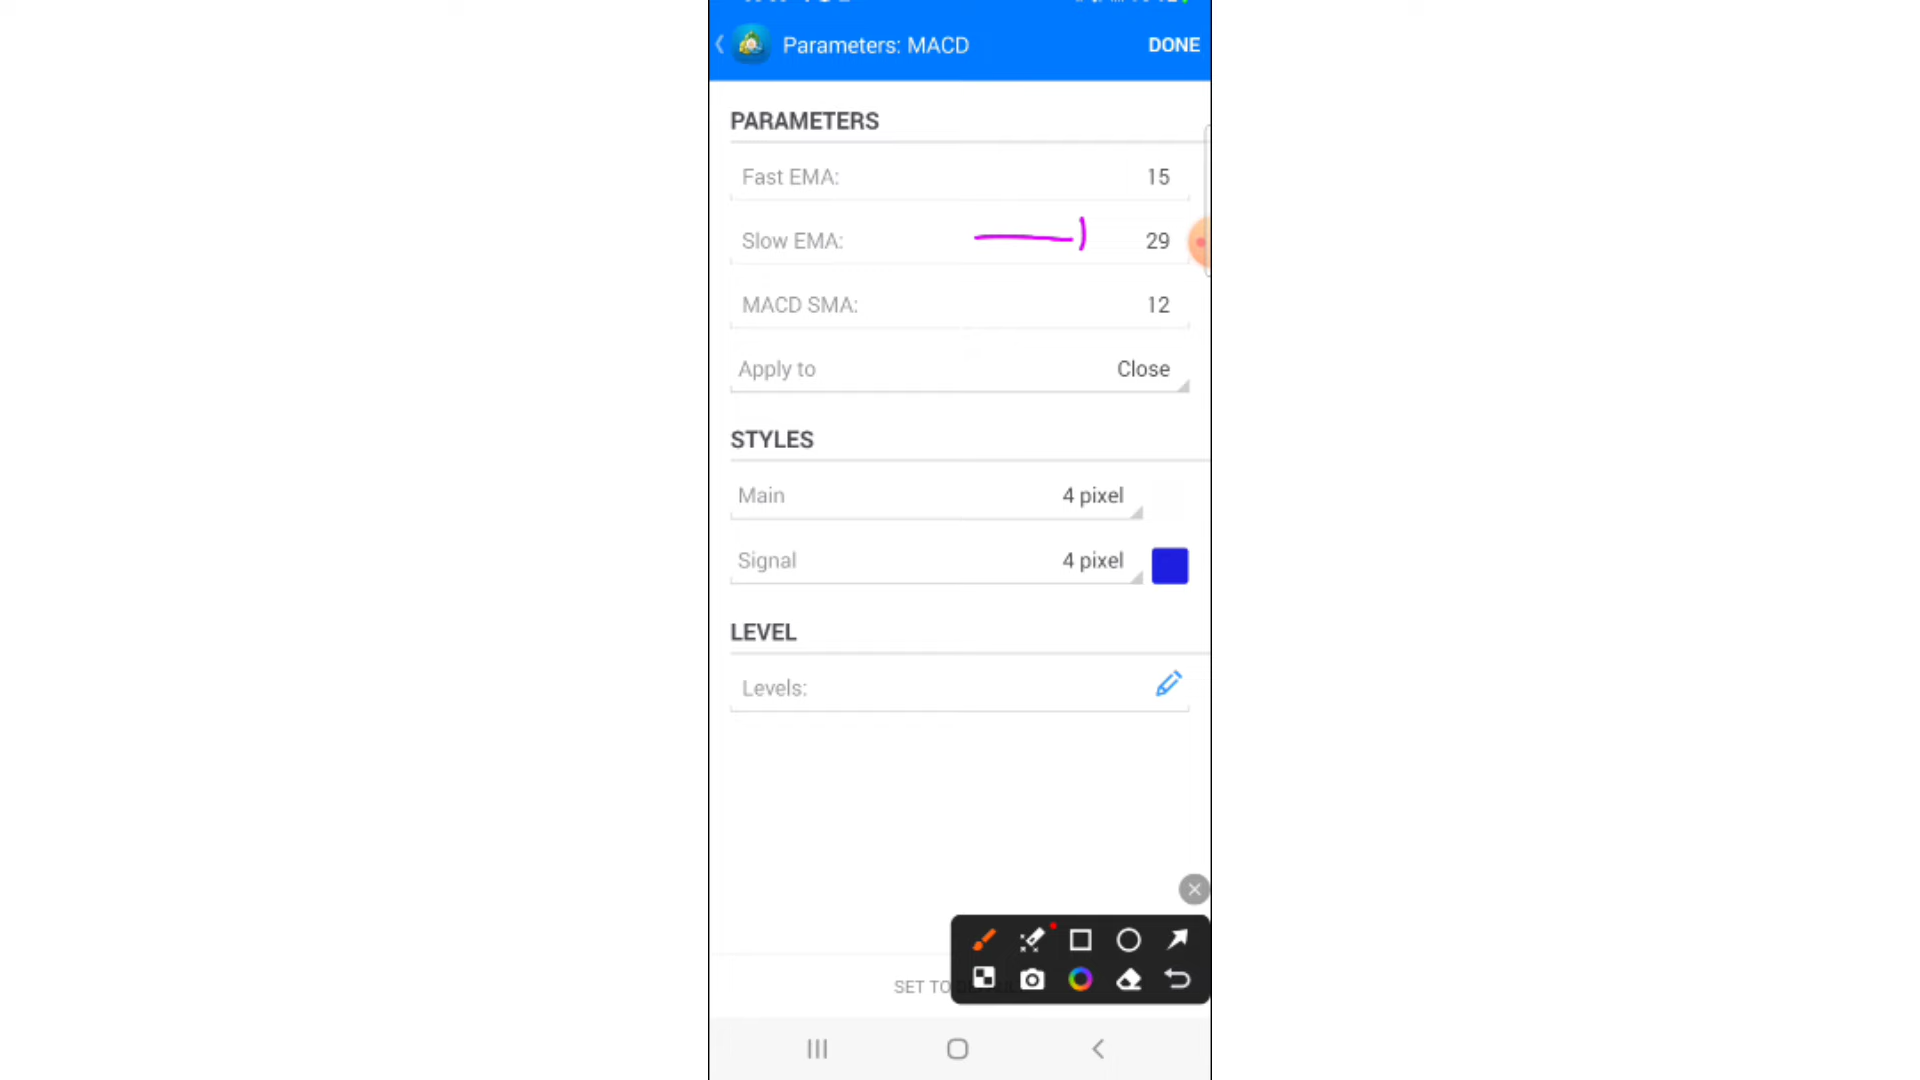 Parameters: MACD
DONE
PARAMETERS
Fast EMA: 15
Slow EMA: 29
MACD SMA: 12
Apply to Close
STYLES
Main 4 pixel
Signal 4 pixel
LEVEL
Levels:
SET TO